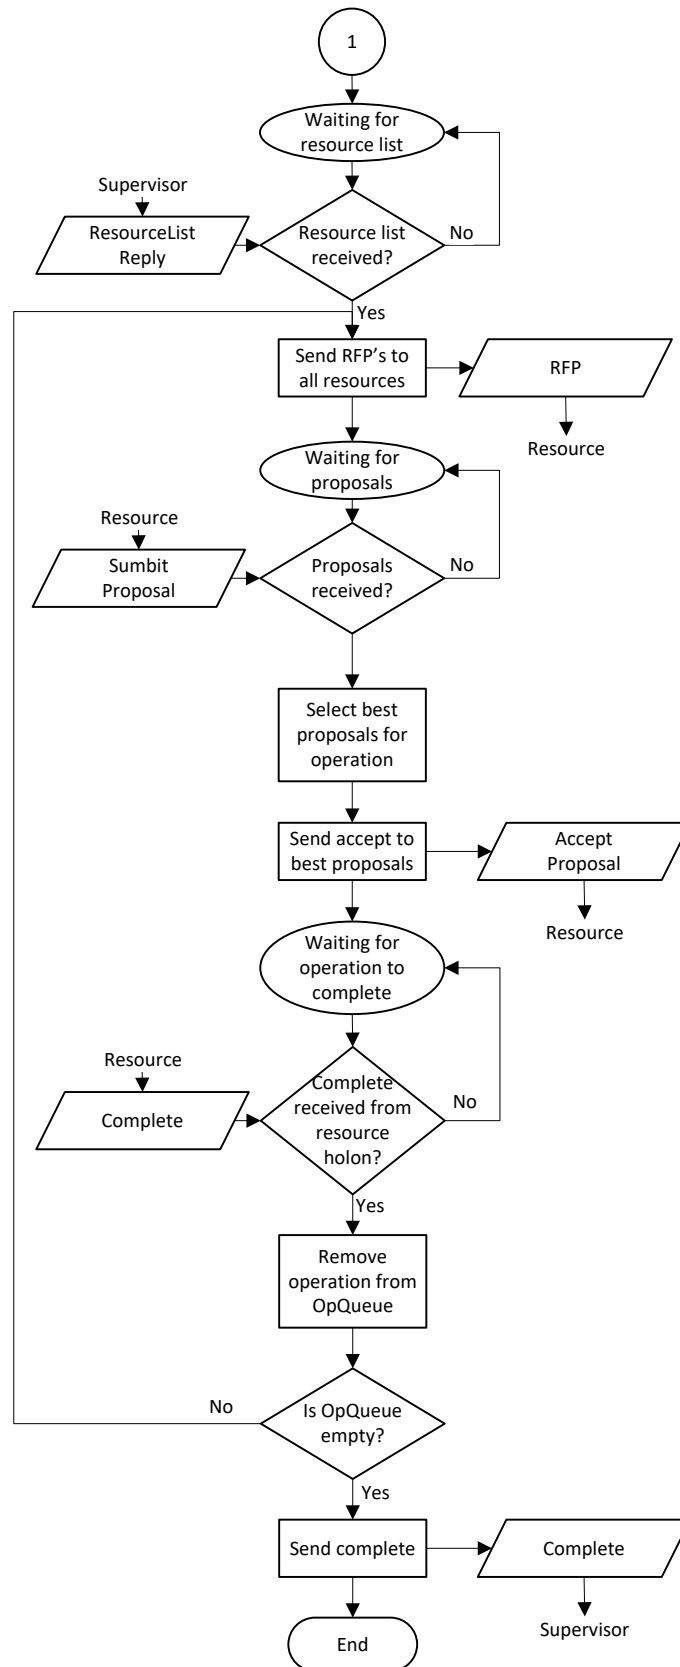 1
Waiting for
resource list
Supervisor
ResourceList
Reply
Resource list
received?
No
Yes
Send RFP's to
all resources
RFP
Resource
Waiting for
proposals
Resource
Sumbit
Proposal
Proposals
received?
No
Select best
proposals for
operation
Send accept to
best proposals
Accept
Proposal
Resource
Waiting for
operation to
complete
Resource
Complete
Complete
received from
resource
holon?
No
Yes
Remove
operation from
OpQueue
No
Is OpQueue
empty?
Yes
Send complete
Complete
Supervisor
End